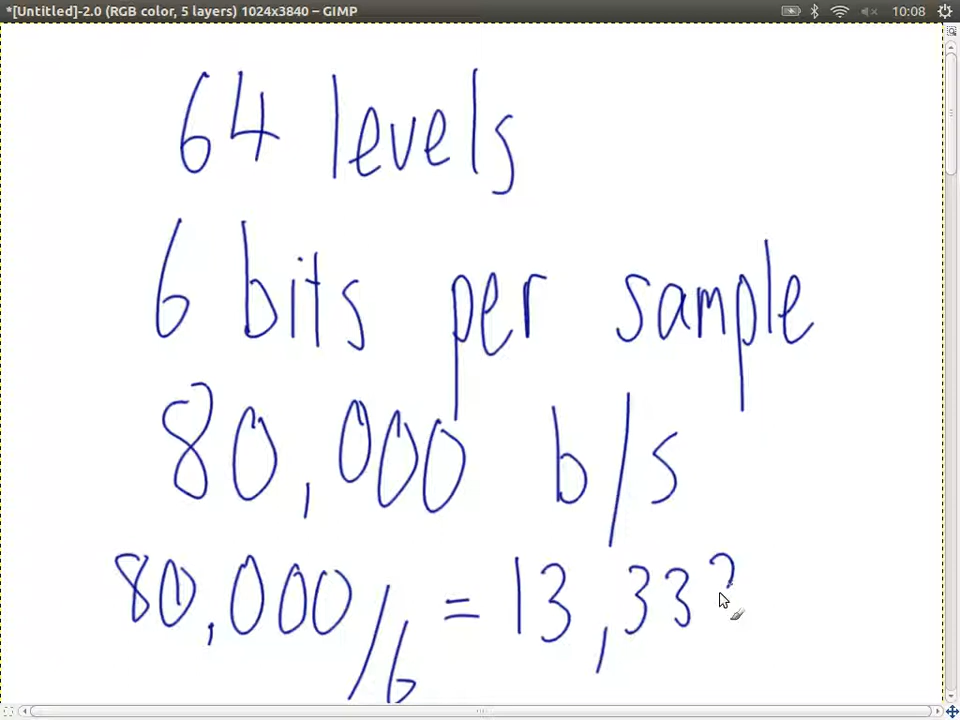 *[Untitled]-2.0 (RGB color, 5 layers) 1024x3840 – GIMP
10:08
64 levels
6 bits per sample
80,000 b/s
80,000/6 = 13,33